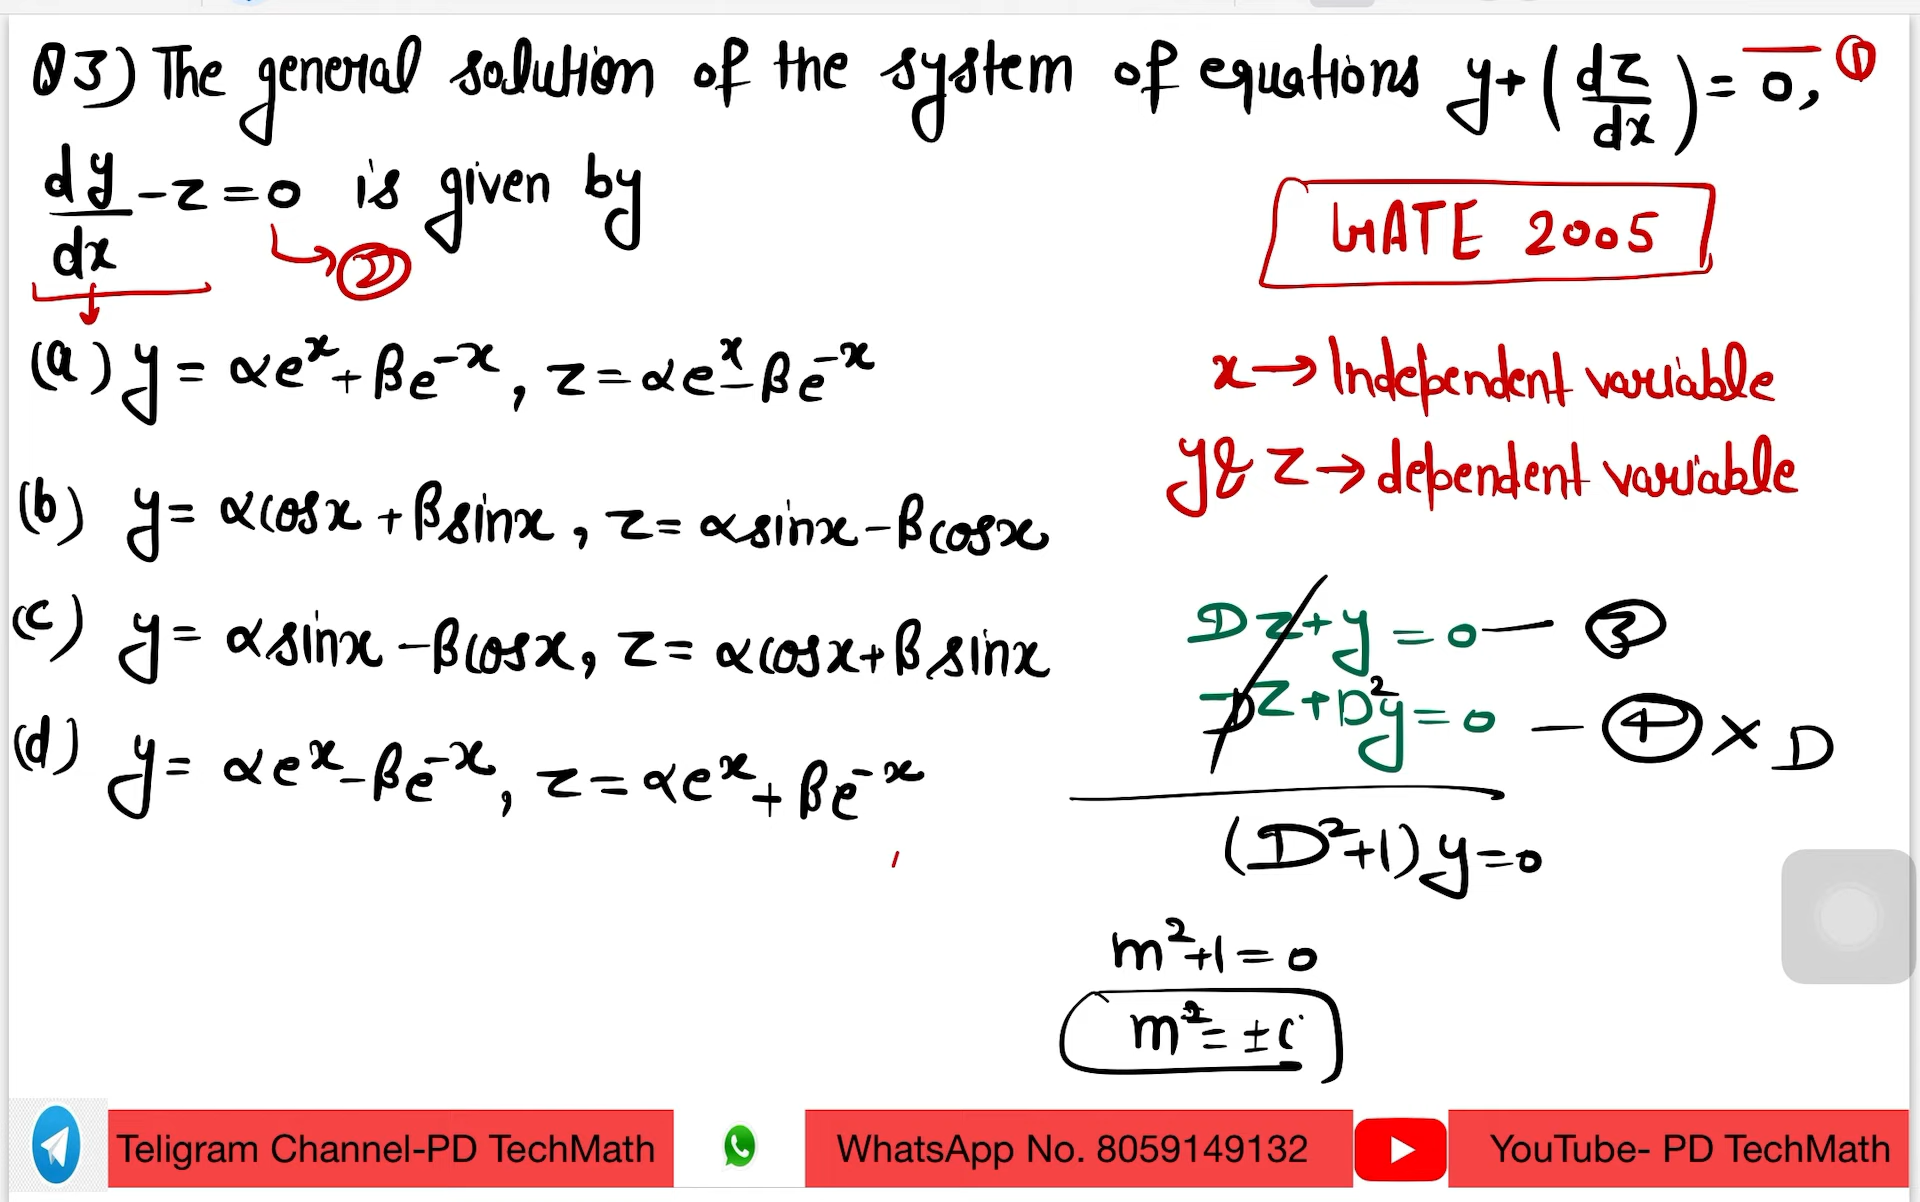 Q3) The general solution of the system of equations y+(dz/dx)=0, — ①
dy/dx -z=0 is given by
→②
GATE 2005
(a) y= αe^x+βe^-x, z=αe^x-βe^-x
x→Independent variable
y& z→dependent variable
(b) y= αcosx +βsinx, z= αsinx-βcosx
(c) y= αsinx -βcosx, z= αcosx+βsinx
Dz+y=0 — ③
-Dz+D²y=0 — ④×D
(d) y= αe^x-βe^-x, z=αe^x+βe^-x
(D²+1)y=0
m²+1=0
m= ±i
Teligram Channel-PD TechMath
WhatsApp No. 8059149132
YouTube- PD TechMath